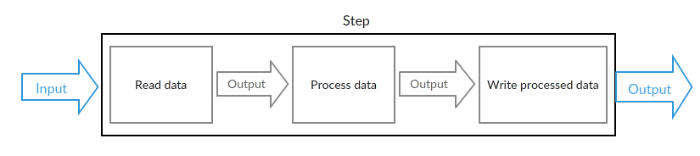 Step
Input
Read data
Output
Process data
Output
Write processed data
Output